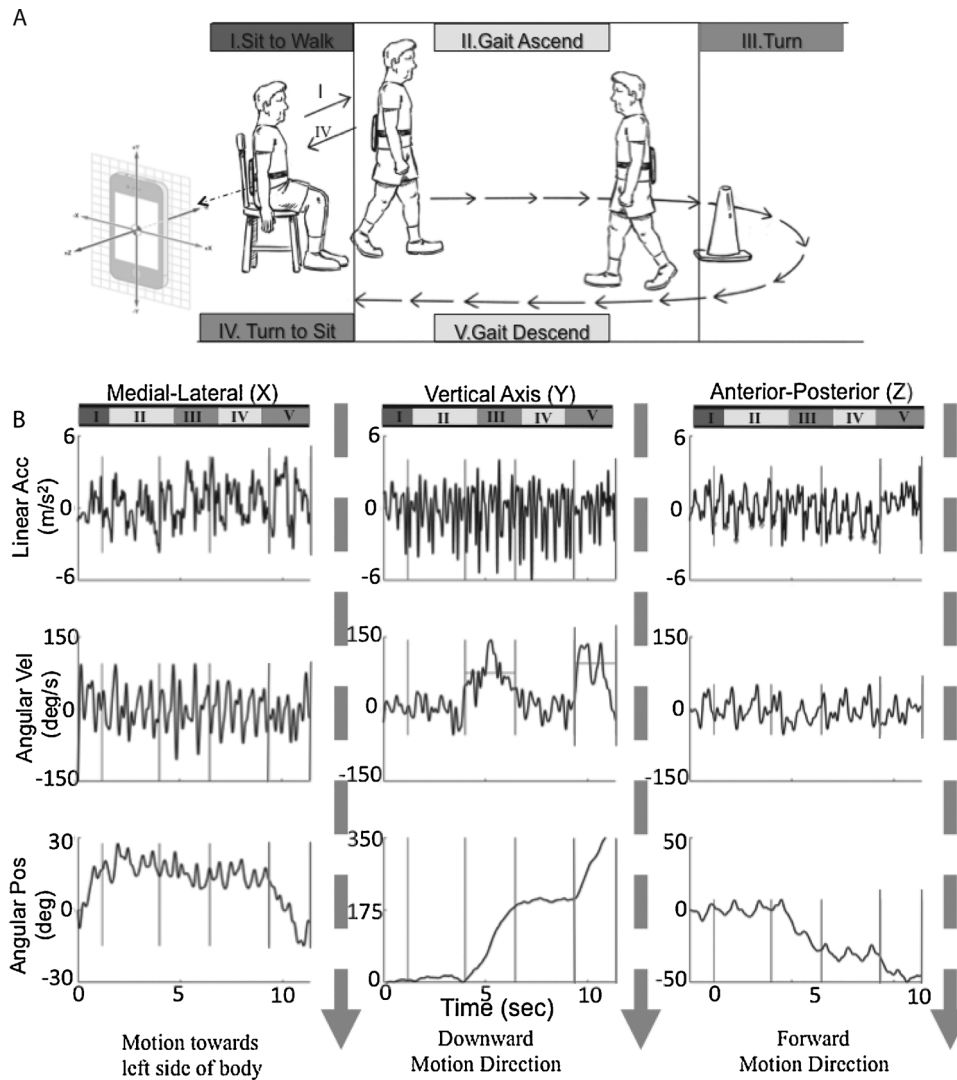 A
I.Sit to Walk
II.Gait Ascend
III.Turn
I
IV
+Y
-X
+X
+Z
-Y
IV. Turn to Sit
V.Gait Descend
B
Medial-Lateral (X)
Vertical Axis (Y)
Anterior-Posterior (Z)
I II III IV V
I II III IV V
I II III IV V
Linear Acc
(m/s²)
6
0
-6
6
0
-6
6
0
-6
Angular Vel
(deg/s)
150
0
-150
150
0
-150
150
0
-150
Angular Pos
(deg)
30
0
-30
350
175
0
50
0
-50
0 5 10
0 5 10
0 5 10
Time (sec)
Motion towards
left side of body
Downward
Motion Direction
Forward
Motion Direction